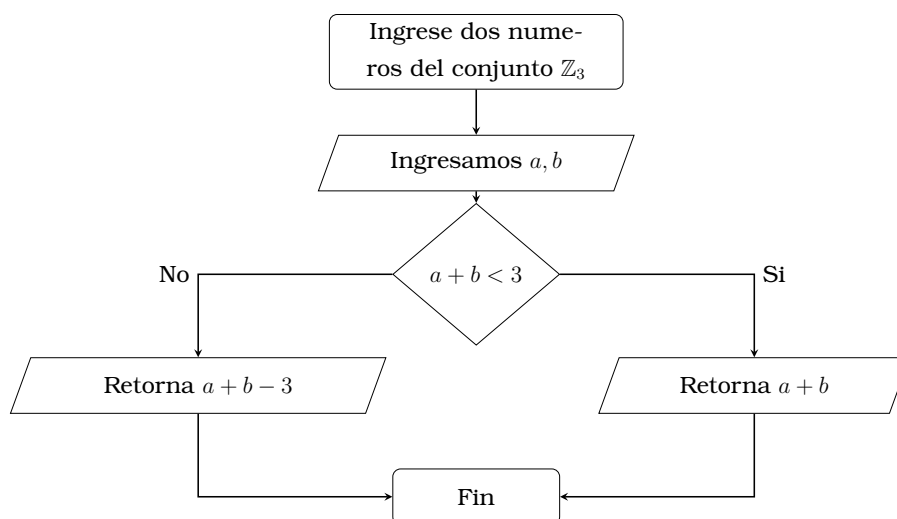 Ingrese dos nume-
ros del conjunto ℤ₃
Ingresamos a, b
No
a + b < 3
Si
Retorna a + b − 3
Retorna a + b
Fin